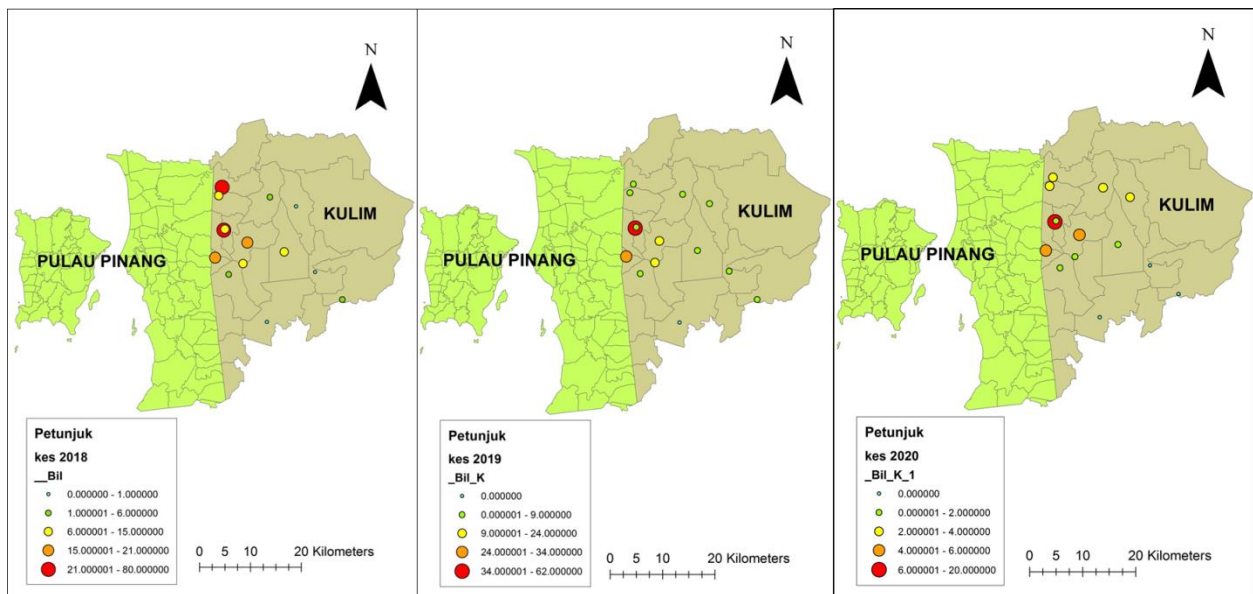 N
KULIM
PULAU PINANG
Petunjuk
kes 2018
__Bil
0.000000 - 1.000000
1.000001 - 6.000000
6.000001 - 15.000000
15.000001 - 21.000000
21.000001 - 80.000000
0 5 10 20 Kilometers
N
KULIM
PULAU PINANG
Petunjuk
kes 2019
_Bil_K
0.000000
0.000001 - 9.000000
9.000001 - 24.000000
24.000001 - 34.000000
34.000001 - 62.000000
0 5 10 20 Kilometers
N
KULIM
PULAU PINANG
Petunjuk
kes 2020
_Bil_K_1
0.000000
0.000001 - 2.000000
2.000001 - 4.000000
4.000001 - 6.000000
6.000001 - 20.000000
0 5 10 20 Kilometers